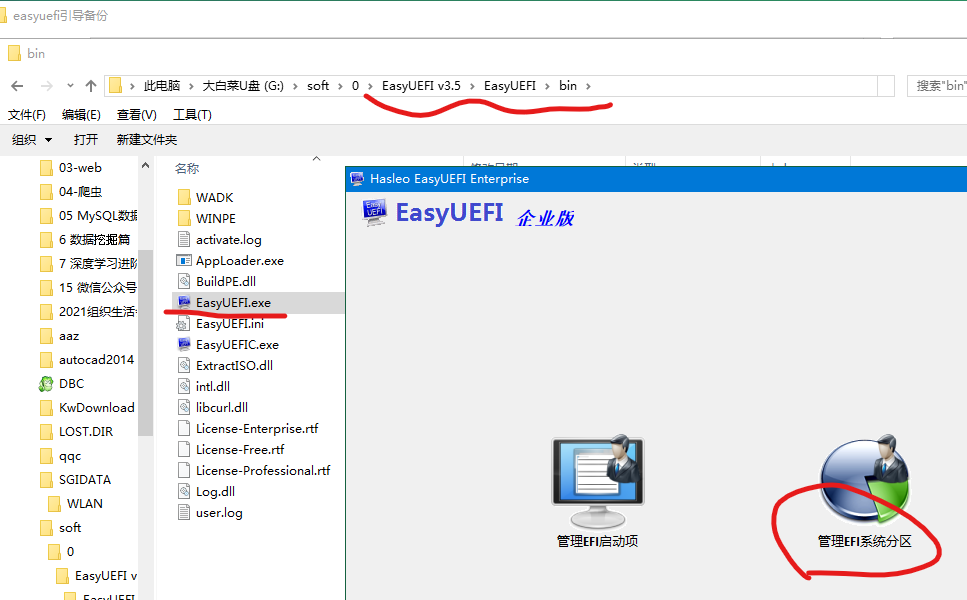 easyuefi引导备份
bin
此电脑 › 大白菜U盘 (G:) › soft › 0 › EasyUEFI v3.5 › EasyUEFI › bin ›
搜索"bin"
文件(F) 编辑(E) 查看(V) 工具(T)
组织 打开 新建文件夹
03-web
04-爬虫
05 MySQL数据
6 数据挖掘篇
7 深度学习进阶
15 微信公众号
2021组织生活
aaz
autocad2014
DBC
KwDownload
LOST.DIR
qqc
SGIDATA
WLAN
soft
0
EasyUEFI v
EasyUEFI
名称
WADK
WINPE
activate.log
AppLoader.exe
BuildPE.dll
EasyUEFI.exe
EasyUEFI.ini
EasyUEFIC.exe
ExtractISO.dll
intl.dll
libcurl.dll
License-Enterprise.rtf
License-Free.rtf
License-Professional.rtf
Log.dll
user.log
Hasleo EasyUEFI Enterprise
EasyUEFI 企业版
管理EFI启动项
管理EFI系统分区